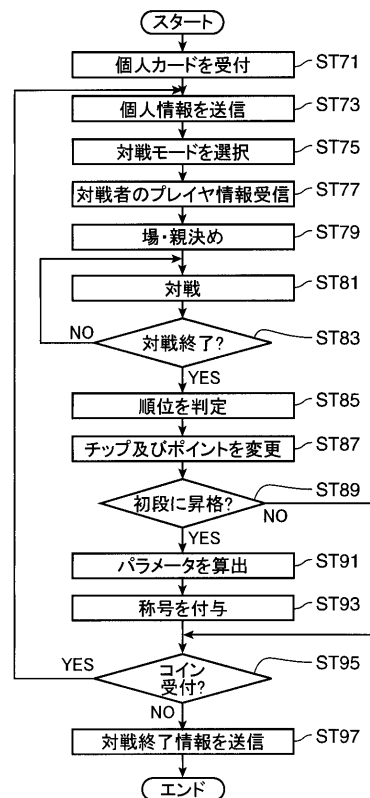 スタート
個人カードを受付 ST71
個人情報を送信 ST73
対戦モードを選択 ST75
対戦者のプレイヤ情報受信 ST77
場・親決め ST79
対戦 ST81
NO
対戦終了? ST83
YES
順位を判定 ST85
チップ及びポイントを変更 ST87
初段に昇格? ST89
NO
YES
パラメータを算出 ST91
称号を付与 ST93
YES
コイン
受付? ST95
NO
対戦終了情報を送信 ST97
エンド